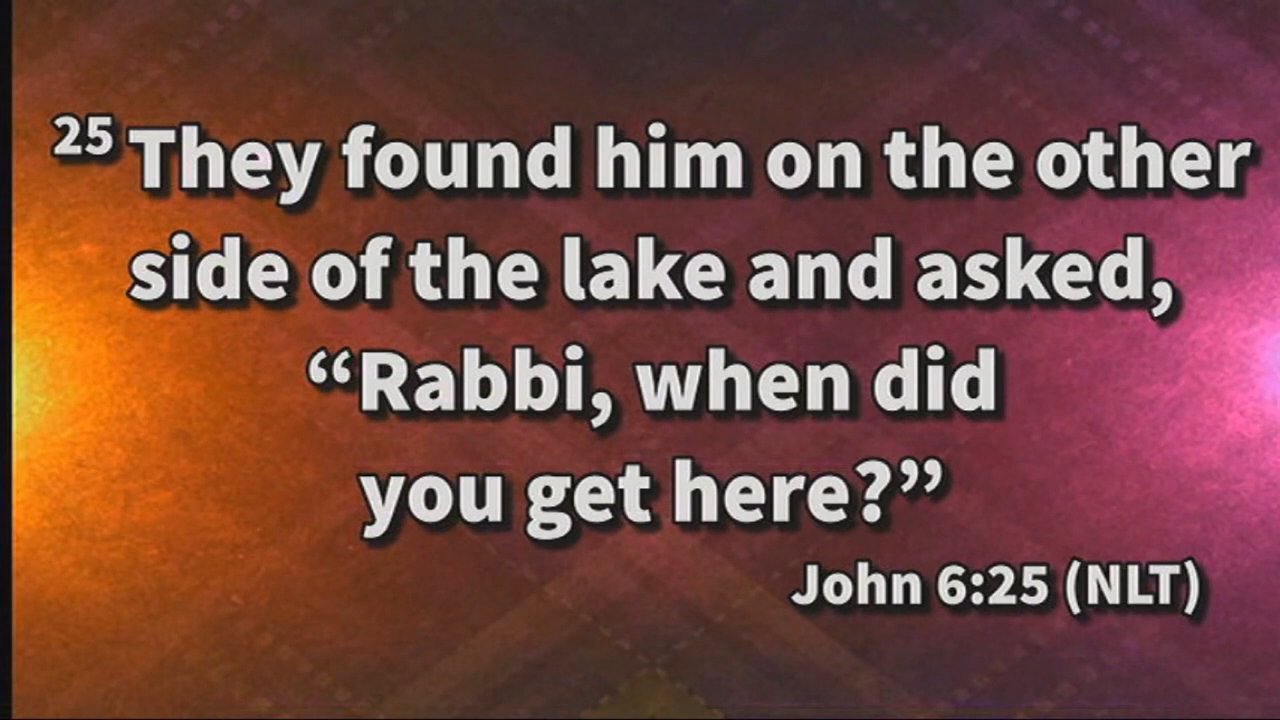 25 They found him on the other
side of the lake and asked,
“Rabbi, when did
you get here?”
John 6:25 (NLT)